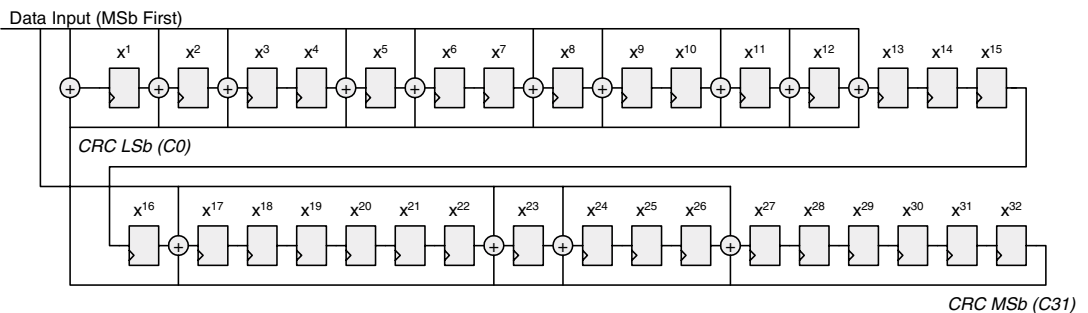 Data Input (MSb First)
x¹ x² x³ x⁴ x⁵ x⁶ x⁷ x⁸ x⁹ x¹⁰ x¹¹ x¹² x¹³ x¹⁴ x¹⁵
+ + + + + + + + + +
CRC LSb (C0)
x¹⁶ x¹⁷ x¹⁸ x¹⁹ x²⁰ x²¹ x²² x²³ x²⁴ x²⁵ x²⁶ x²⁷ x²⁸ x²⁹ x³⁰ x³¹ x³²
+ + + +
CRC MSb (C31)